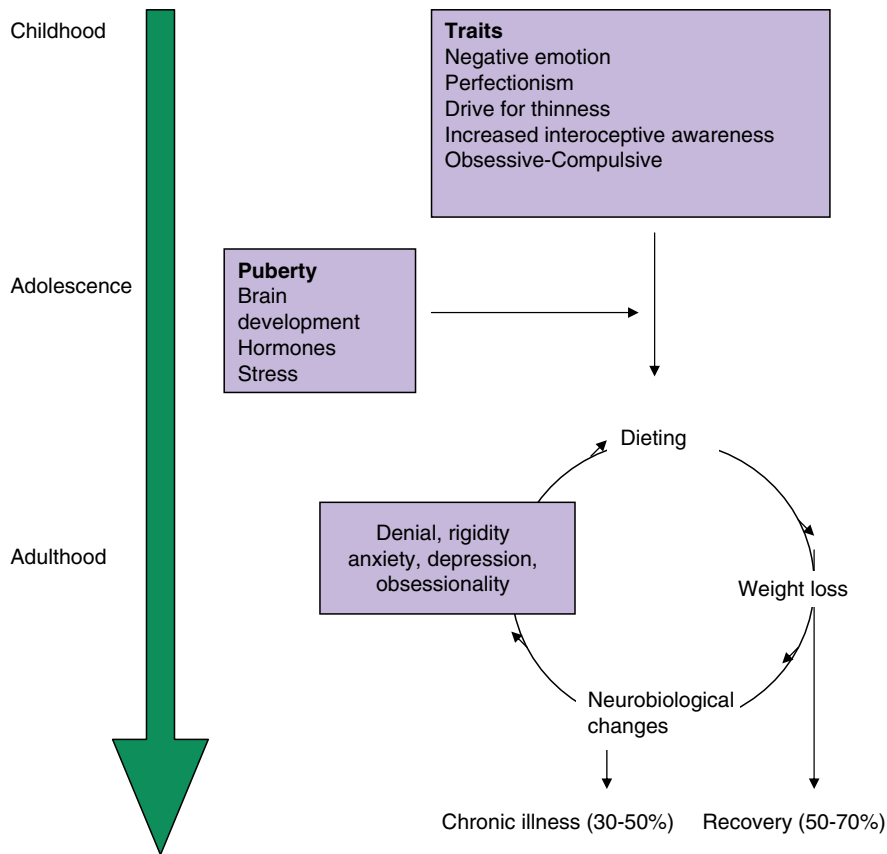 Childhood
Traits
Negative emotion
Perfectionism
Drive for thinness
Increased interoceptive awareness
Obsessive-Compulsive
Adolescence
Puberty
Brain
development
Hormones
Stress
Dieting
Adulthood
Denial, rigidity
anxiety, depression,
obsessionality
Weight loss
Neurobiological
changes
Chronic illness (30-50%)
Recovery (50-70%)